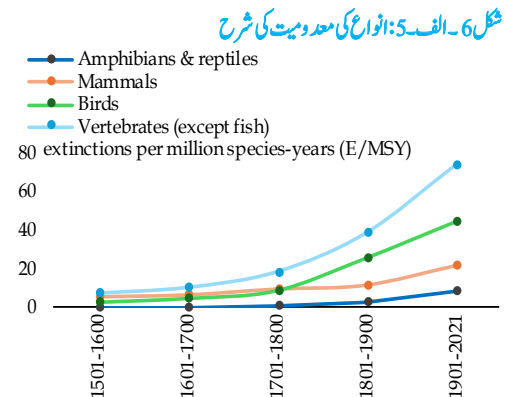 شکل 6 ۔ الف۔5: انواع کی معدومیت کی شرح
Amphibians & reptiles
Mammals
Birds
Vertebrates (except fish)
extinctions per million species-years (E/MSY)
80
60
40
20
0
1501-1600
1601-1700
1701-1800
1801-1900
1901-2021